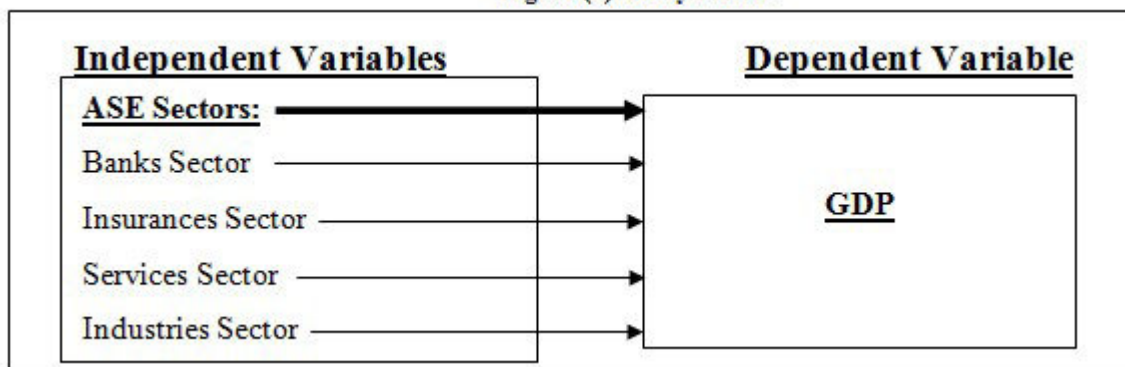 Independent Variables
Dependent Variable
ASE Sectors:
Banks Sector
Insurances Sector
Services Sector
Industries Sector
GDP